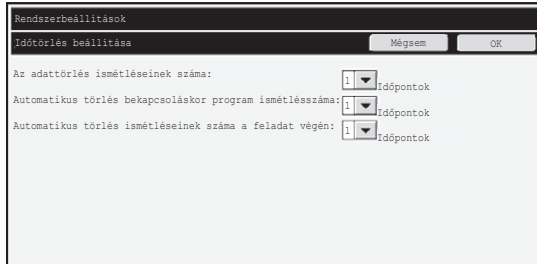 Rendszerbeállítások
Időtörlés beállítása Mégsem OK
Az adattörlés ismétléseinek száma: 1 Időpontok
Automatikus törlés bekapcsoláskor program ismétlésszáma: 1 Időpontok
Automatikus törlés ismétléseinek száma a feladat végén: 1 Időpontok